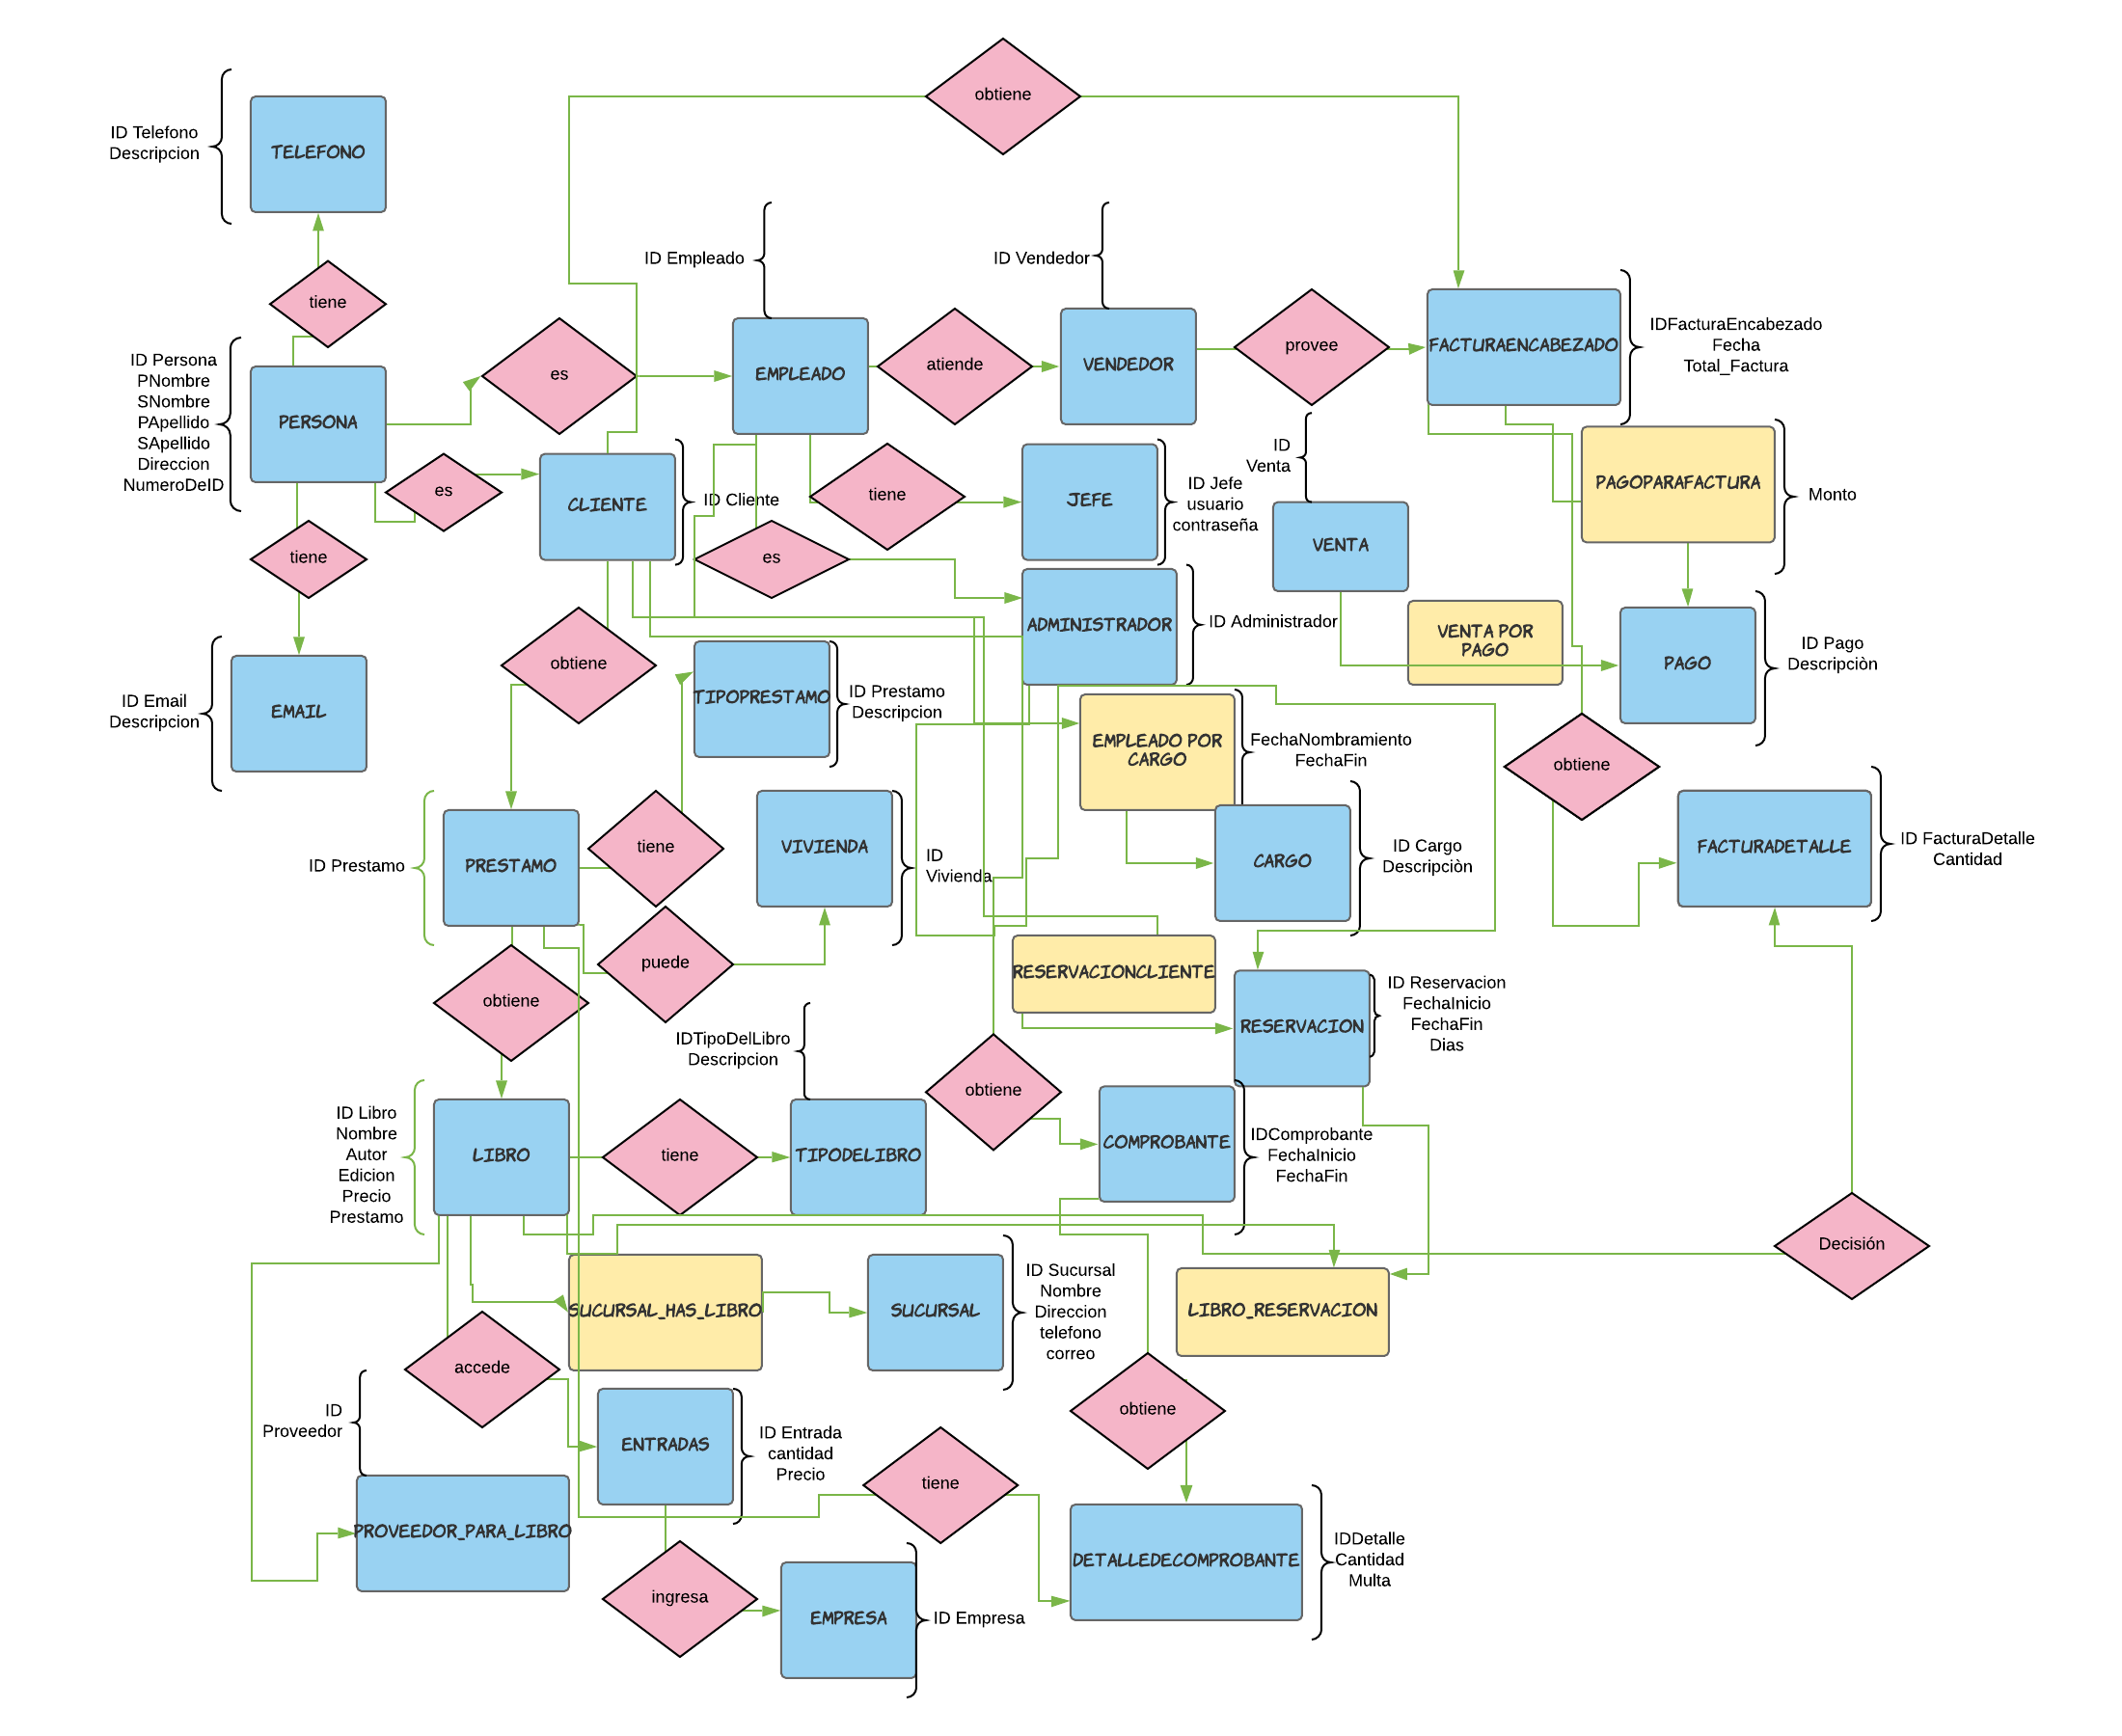 obtiene
ID Telefono
Descripcion
TELEFONO
tiene
ID Empleado
ID Vendedor
EMPLEADO
atiende
VENDEDOR
provee
FACTURAENCABEZADO
IDFacturaEncabezado
Fecha
Total_Factura
ID Persona
PNombre
SNombre
PApellido
SApellido
Direccion
NumeroDeID
PERSONA
es
es
CLIENTE
ID Cliente
tiene
JEFE
ID Jefe
usuario
contraseña
ID
Venta
VENTA
PAGOPARAFACTURA
Monto
tiene
es
ADMINISTRADOR
ID Administrador
VENTA POR
PAGO
PAGO
ID Pago
Descripciòn
ID Email
Descripcion
EMAIL
obtiene
TIPOPRESTAMO
ID Prestamo
Descripcion
EMPLEADO POR
CARGO
FechaNombramiento
FechaFin
obtiene
ID Prestamo
PRESTAMO
tiene
VIVIENDA
ID
Vivienda
CARGO
ID Cargo
Descripciòn
FACTURADETALLE
ID FacturaDetalle
Cantidad
obtiene
puede
RESERVACIONCLIENTE
RESERVACION
ID Reservacion
FechaInicio
FechaFin
Dias
IDTipoDelLibro
Descripcion
obtiene
ID Libro
Nombre
Autor
Edicion
Precio
Prestamo
LIBRO
tiene
TIPODELIBRO
COMPROBANTE
IDComprobante
FechaInicio
FechaFin
Decisión
SUCURSAL_HAS_LIBRO
SUCURSAL
ID Sucursal
Nombre
Direccion
telefono
correo
LIBRO_RESERVACION
accede
ID
Proveedor
ENTRADAS
ID Entrada
cantidad
Precio
obtiene
tiene
PROVEEDOR_PARA_LIBRO
DETALLEDECOMPROBANTE
IDDetalle
Cantidad
Multa
ingresa
EMPRESA
ID Empresa